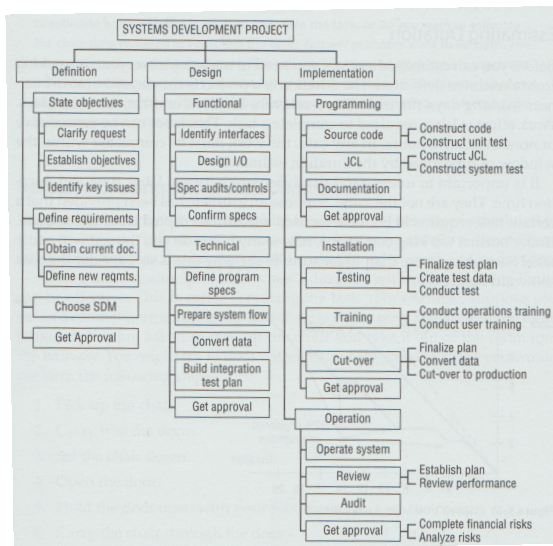 SYSTEMS DEVELOPMENT PROJECT
Definition
State objectives
Clarify request
Establish objectives
Identify key issues
Define requirements
Obtain current doc.
Define new reqmts.
Choose SDM
Get Approval
Design
Functional
Identify interfaces
Design I/O
Spec audits/controls
Confirm specs
Technical
Define program
specs
Prepare system flow
Convert data
Build integration
test plan
Get approval
Implementation
Programming
Source code
Construct code
Construct unit test
JCL
Construct JCL
Construct system test
Documentation
Get approval
Installation
Testing
Finalize test plan
Create test data
Conduct test
Training
Conduct operations training
Conduct user training
Cut-over
Finalize plan
Convert data
Cut-over to production
Get approval
Operation
Operate system
Review
Establish plan
Review performance
Audit
Get approval
Complete financial risks
Analyze risks